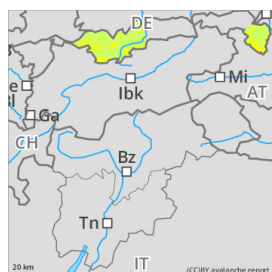 DE
Mi
Ibk
AT
Ga
CH
Bz
Tn
20 km
IT
(CC)BY avalanche.report